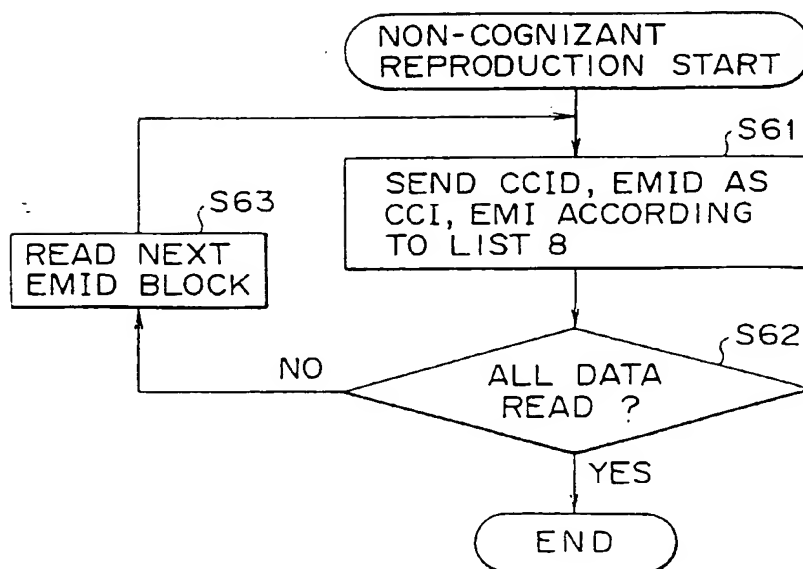 NON-COGNIZANT
REPRODUCTION START
S61
SEND CCID, EMID AS
CCI, EMI ACCORDING
TO LIST 8
S63
READ NEXT
EMID BLOCK
S62
ALL DATA
READ ?
NO
YES
END